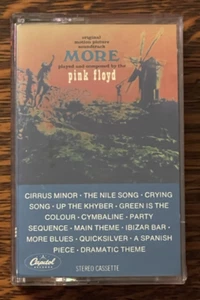 original
motion picture
soundtrack
MORE
played and composed by the
pink floyd
CIRRUS MINOR · THE NILE SONG · CRYING
SONG · UP THE KHYBER · GREEN IS THE
COLOUR · CYMBALINE · PARTY
SEQUENCE · MAIN THEME · IBIZAR BAR ·
MORE BLUES · QUICKSILVER · A SPANISH
PIECE · DRAMATIC THEME
Capitol
STEREO CASSETTE